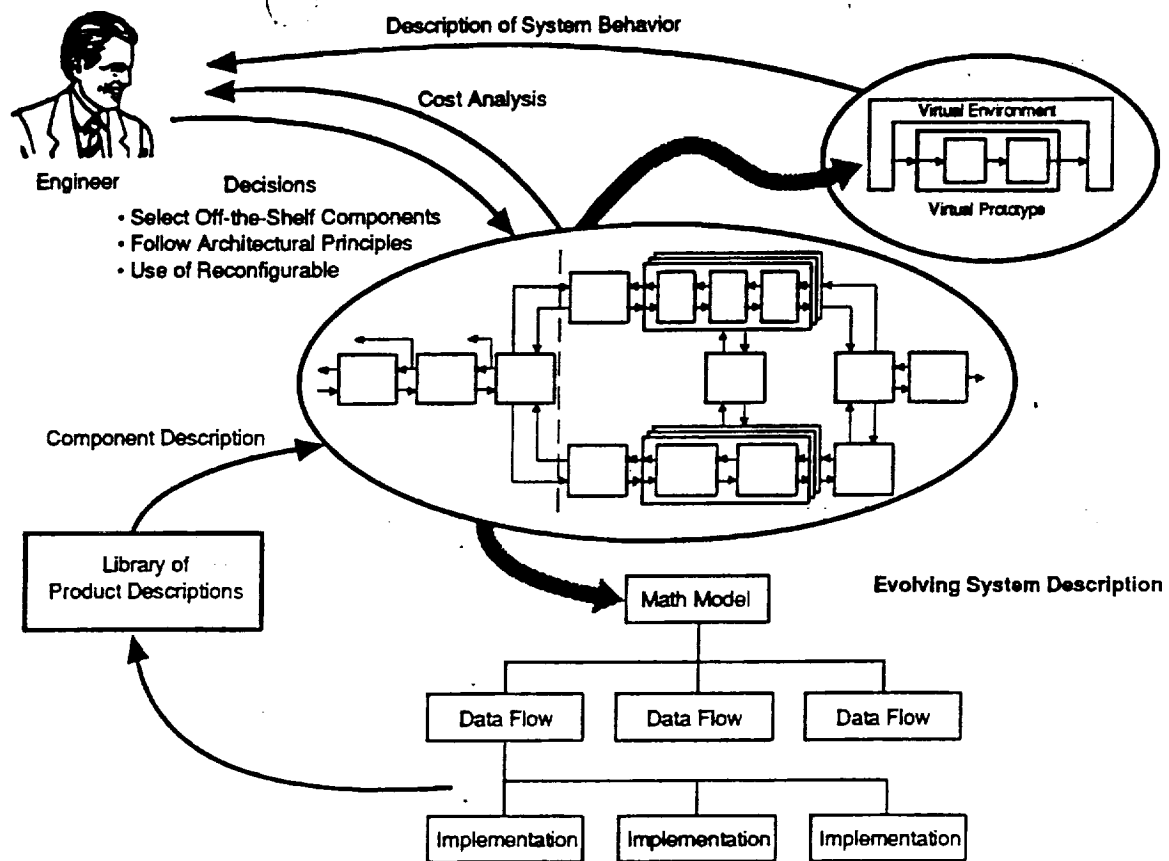 Description of System Behavior
Cost Analysis
Virtual Environment
Virtual Prototype
Engineer
Decisions
• Select Off-the-Shelf Components
• Follow Architectural Principles
• Use of Reconfigurable
Component Description
Library of
Product Descriptions
Math Model
Evolving System Description
Data Flow
Data Flow
Data Flow
Implementation
Implementation
Implementation